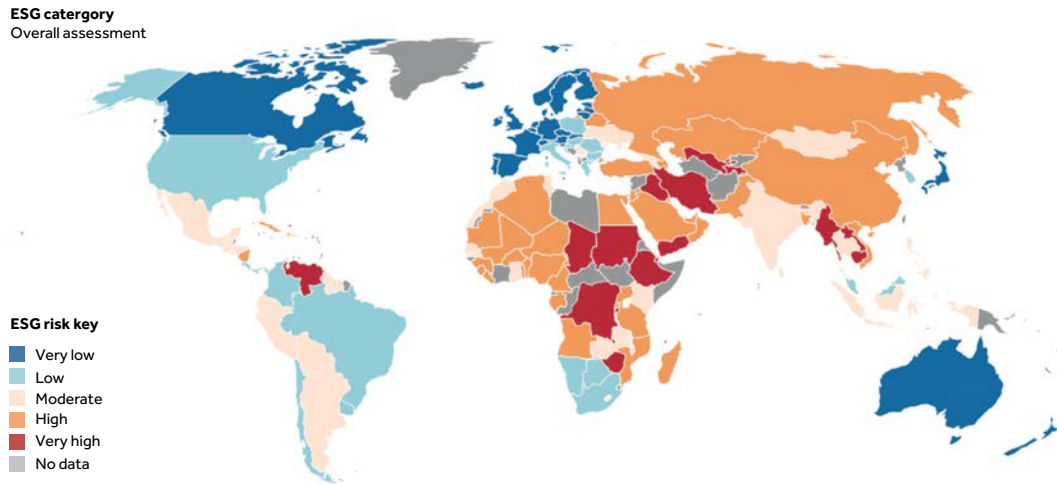 ESG catergory
Overall assessment
ESG risk key
Very low
Low
Moderate
High
Very high
No data